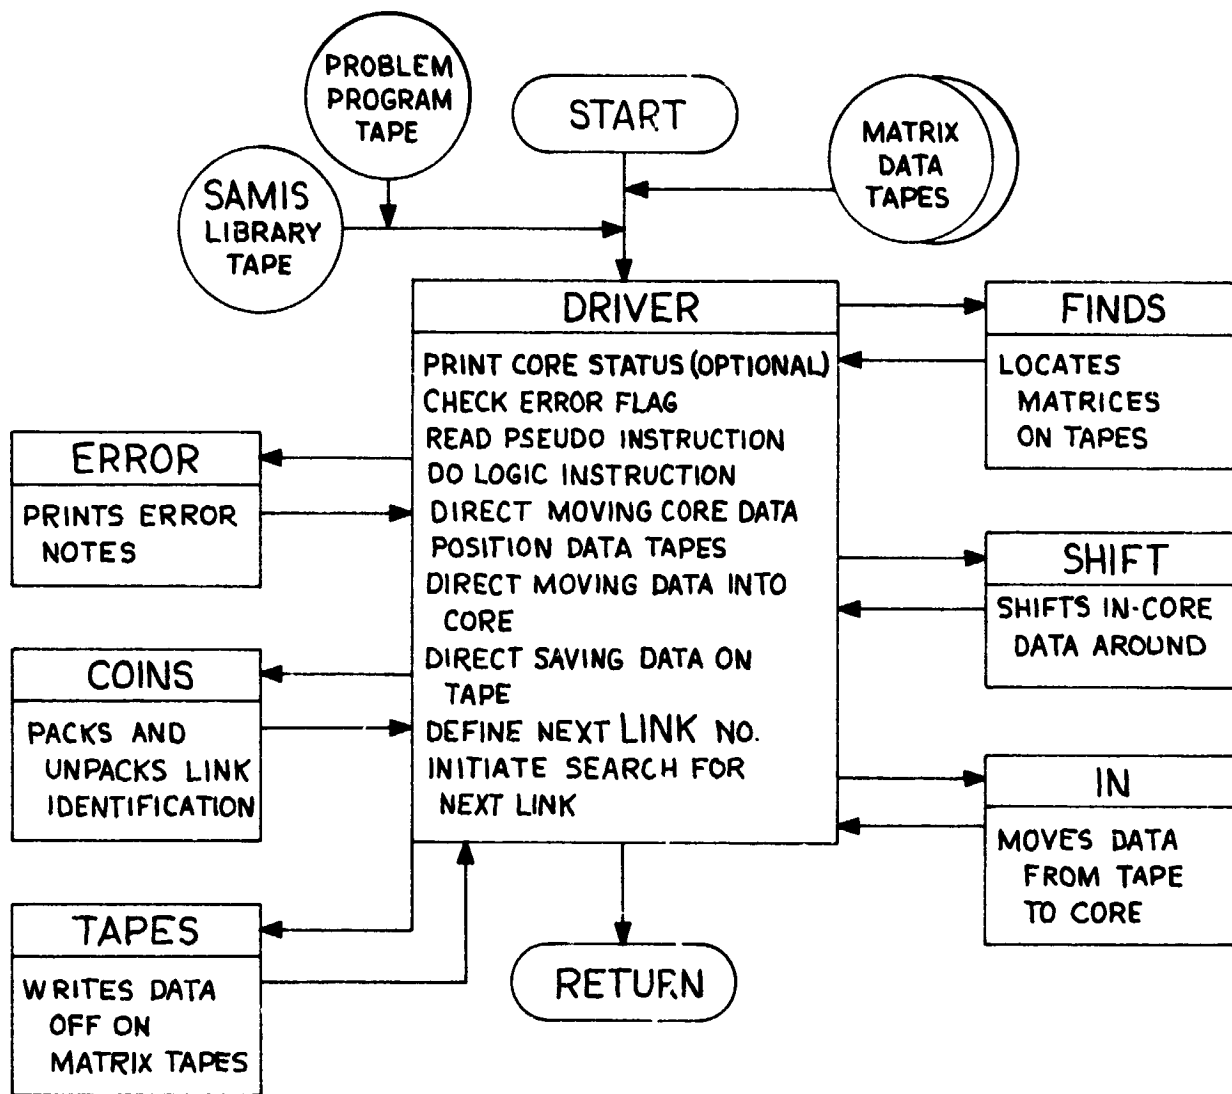 PROBLEM
PROGRAM
TAPE
START
MATRIX
DATA
TAPES
SAMIS
LIBRARY
TAPE
DRIVER
PRINT CORE STATUS (OPTIONAL)
CHECK ERROR FLAG
READ PSEUDO INSTRUCTION
DO LOGIC INSTRUCTION
DIRECT MOVING CORE DATA
POSITION DATA TAPES
DIRECT MOVING DATA INTO
CORE
DIRECT SAVING DATA ON
TAPE
DEFINE NEXT LINK NO.
INITIATE SEARCH FOR
NEXT LINK
FINDS
LOCATES
MATRICES
ON TAPES
ERROR
PRINTS ERROR
NOTES
SHIFT
SHIFTS IN-CORE
DATA AROUND
COINS
PACKS AND
UNPACKS LINK
IDENTIFICATION
IN
MOVES DATA
FROM TAPE
TO CORE
TAPES
WRITES DATA
OFF ON
MATRIX TAPES
RETURN